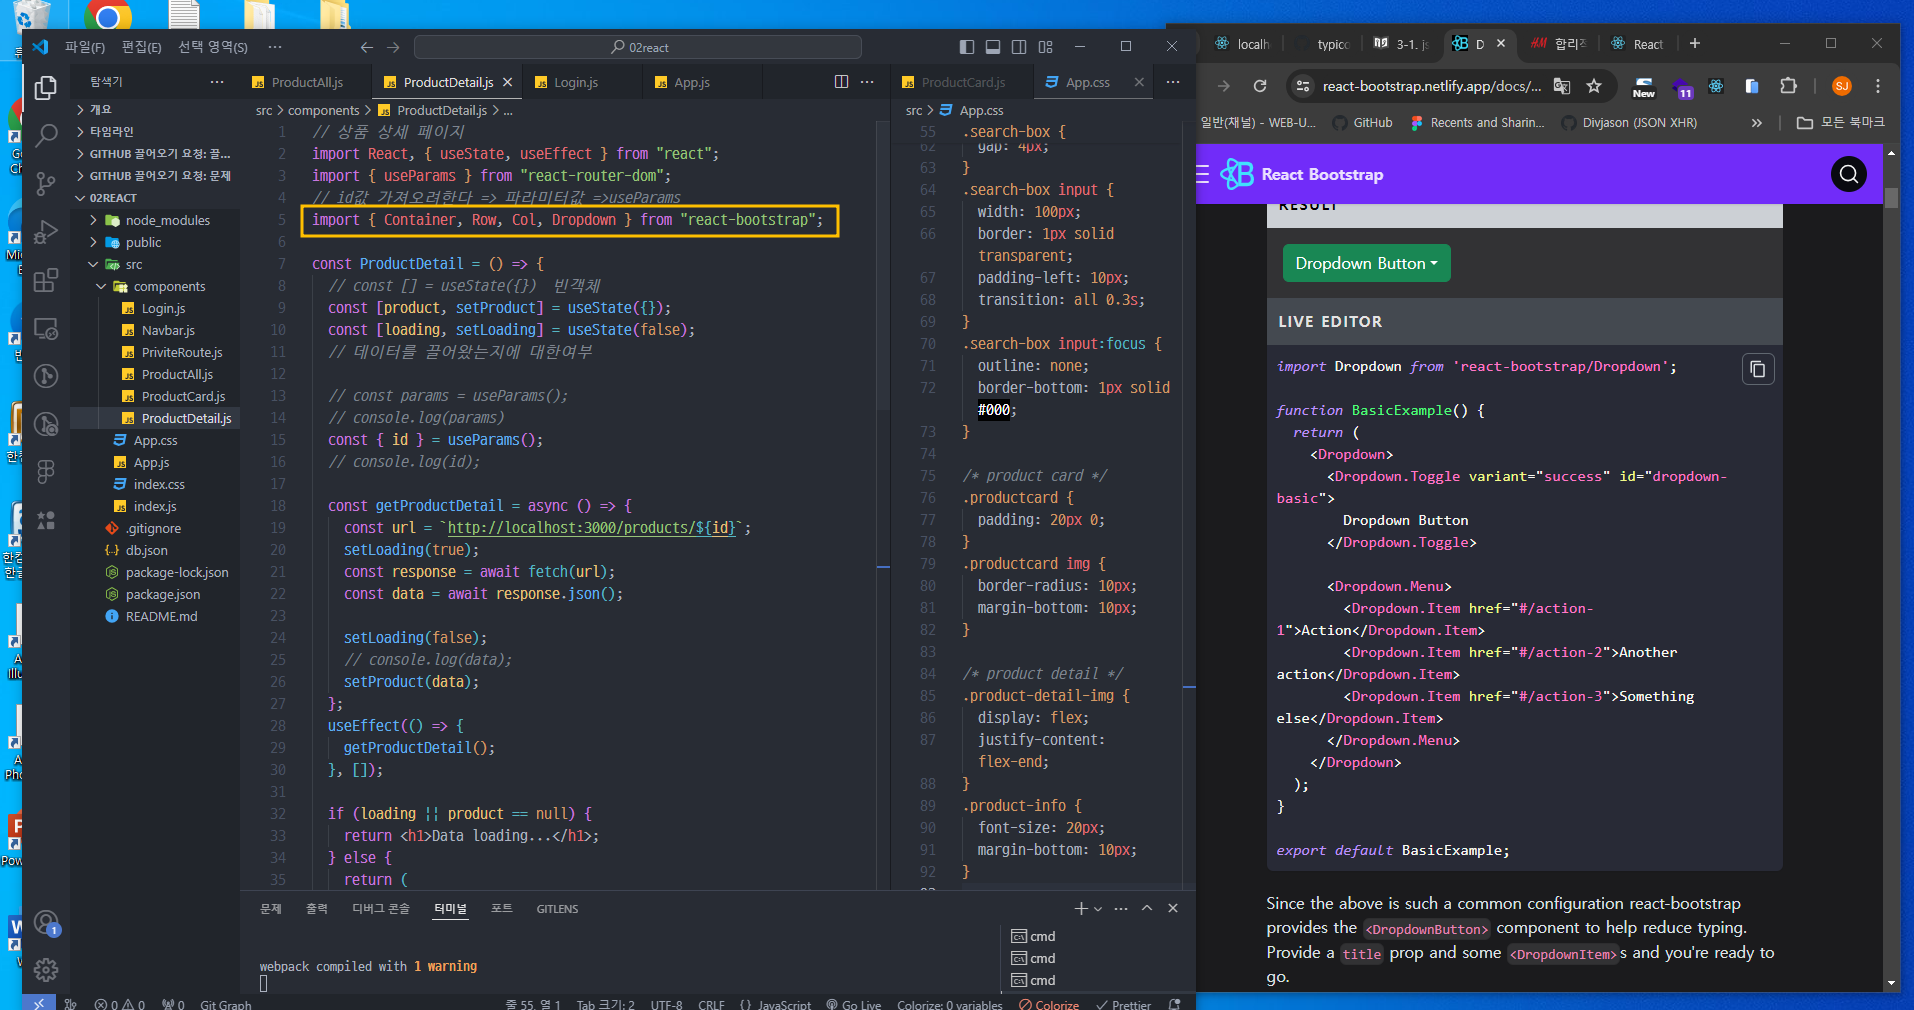 파일(F) 편집(E) 선택 영역(S) ··· 02react
탐색기 ···
개요
타임라인
GITHUB 끌어오기 요청: 끌...
GITHUB 끌어오기 요청: 문제
02REACT
node_modules
public
src
components
Login.js
Navbar.js
PriviteRoute.js
ProductAll.js
ProductCard.js
ProductDetail.js
App.css
App.js
index.css
index.js
.gitignore
db.json
package-lock.json
package.json
README.md
ProductAll.js ProductDetail.js Login.js App.js
src > components > ProductDetail.js > ...
1 // 상품 상세 페이지
2 import React, { useState, useEffect } from "react";
3 import { useParams } from "react-router-dom";
4 // id값 가져오려한다 => 파라미터값 =>useParams
5 import { Container, Row, Col, Dropdown } from "react-bootstrap";
6
7 const ProductDetail = () => {
8 // const [] = useState({}) 빈객체
9 const [product, setProduct] = useState({});
10 const [loading, setLoading] = useState(false);
11 // 데이터를 끌어왔는지에 대한여부
12
13 // const params = useParams();
14 // console.log(params)
15 const { id } = useParams();
16 // console.log(id);
17
18 const getProductDetail = async () => {
19 const url = `http://localhost:3000/products/${id}`;
20 setLoading(true);
21 const response = await fetch(url);
22 const data = await response.json();
23
24 setLoading(false);
25 // console.log(data);
26 setProduct(data);
27 };
28 useEffect(() => {
29 getProductDetail();
30 }, []);
31
32 if (loading || product == null) {
33 return <h1>Data loading...</h1>;
34 } else {
35 return (
ProductCard.js App.css
src > App.css
55 .search-box {
62 gap: 4px;
63 }
64 .search-box input {
65 width: 100px;
66 border: 1px solid
transparent;
67 padding-left: 10px;
68 transition: all 0.3s;
69 }
70 .search-box input:focus {
71 outline: none;
72 border-bottom: 1px solid
#000;
73 }
74
75 /* product card */
76 .productcard {
77 padding: 20px 0;
78 }
79 .productcard img {
80 border-radius: 10px;
81 margin-bottom: 10px;
82 }
83
84 /* product detail */
85 .product-detail-img {
86 display: flex;
87 justify-content:
flex-end;
88 }
89 .product-info {
90 font-size: 20px;
91 margin-bottom: 10px;
92 }
문제 출력 디버그 콘솔 터미널 포트 GITLENS
webpack compiled with 1 warning
cmd
cmd
cmd
0 0 0 Git Graph 줄 55, 열 1 Tab 크기: 2 UTF-8 CRLF {} JavaScript Go Live Colorize: 0 variables Colorize Prettier
1
localh typico 3-1. js D 합리적 React
react-bootstrap.netlify.app/docs/...
New 11 SJ
일반(채널) - WEB-U... GitHub Recents and Sharin... Divjason (JSON XHR) » 모든 북마크
React Bootstrap
RESULT
Dropdown Button
LIVE EDITOR
import Dropdown from 'react-bootstrap/Dropdown';
function BasicExample() {
return (
<Dropdown>
<Dropdown.Toggle variant="success" id="dropdown-
basic">
Dropdown Button
</Dropdown.Toggle>
<Dropdown.Menu>
<Dropdown.Item href="#/action-
1">Action</Dropdown.Item>
<Dropdown.Item href="#/action-2">Another
action</Dropdown.Item>
<Dropdown.Item href="#/action-3">Something
else</Dropdown.Item>
</Dropdown.Menu>
</Dropdown>
);
}
export default BasicExample;
Since the above is such a common configuration react-bootstrap
provides the <DropdownButton> component to help reduce typing.
Provide a title prop and some <DropdownItem>s and you're ready to
go.